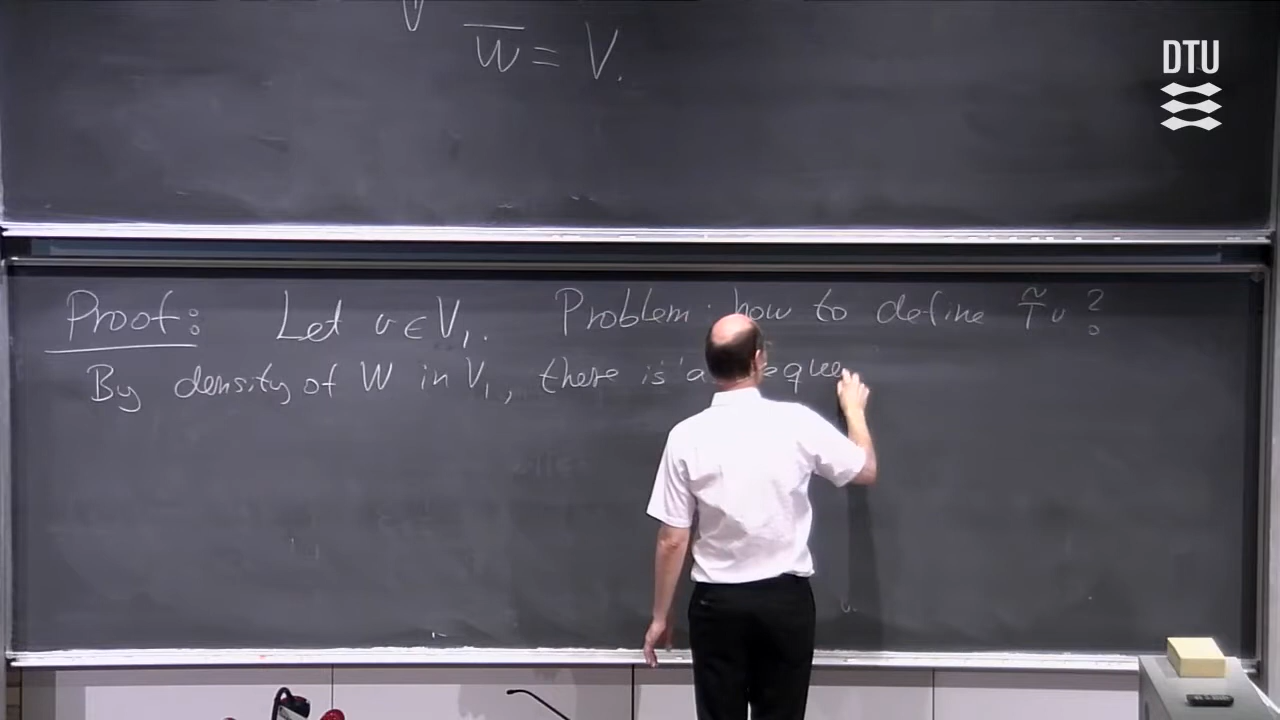 W̅ = V.
DTU
Proof: Let v ∈ V₁. Problem: how to define T̃v ?
By density of W in V₁, there is a